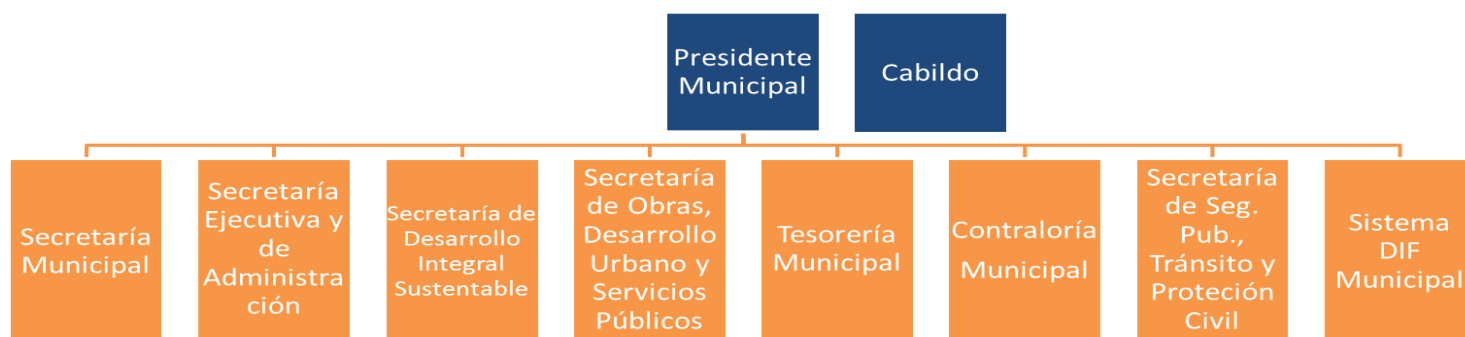 Presidente
Municipal
Cabildo
Secretaría
Municipal
Secretaría
Ejecutiva y
de
Administra
ción
Secretaría de
Desarrollo
Integral
Sustentable
Secretaría
de Obras,
Desarrollo
Urbano y
Servicios
Públicos
Tesorería
Municipal
Contraloría
Municipal
Secretaría
de Seg.
Pub.,
Tránsito y
Proteción
Civil
Sistema
DIF
Municipal